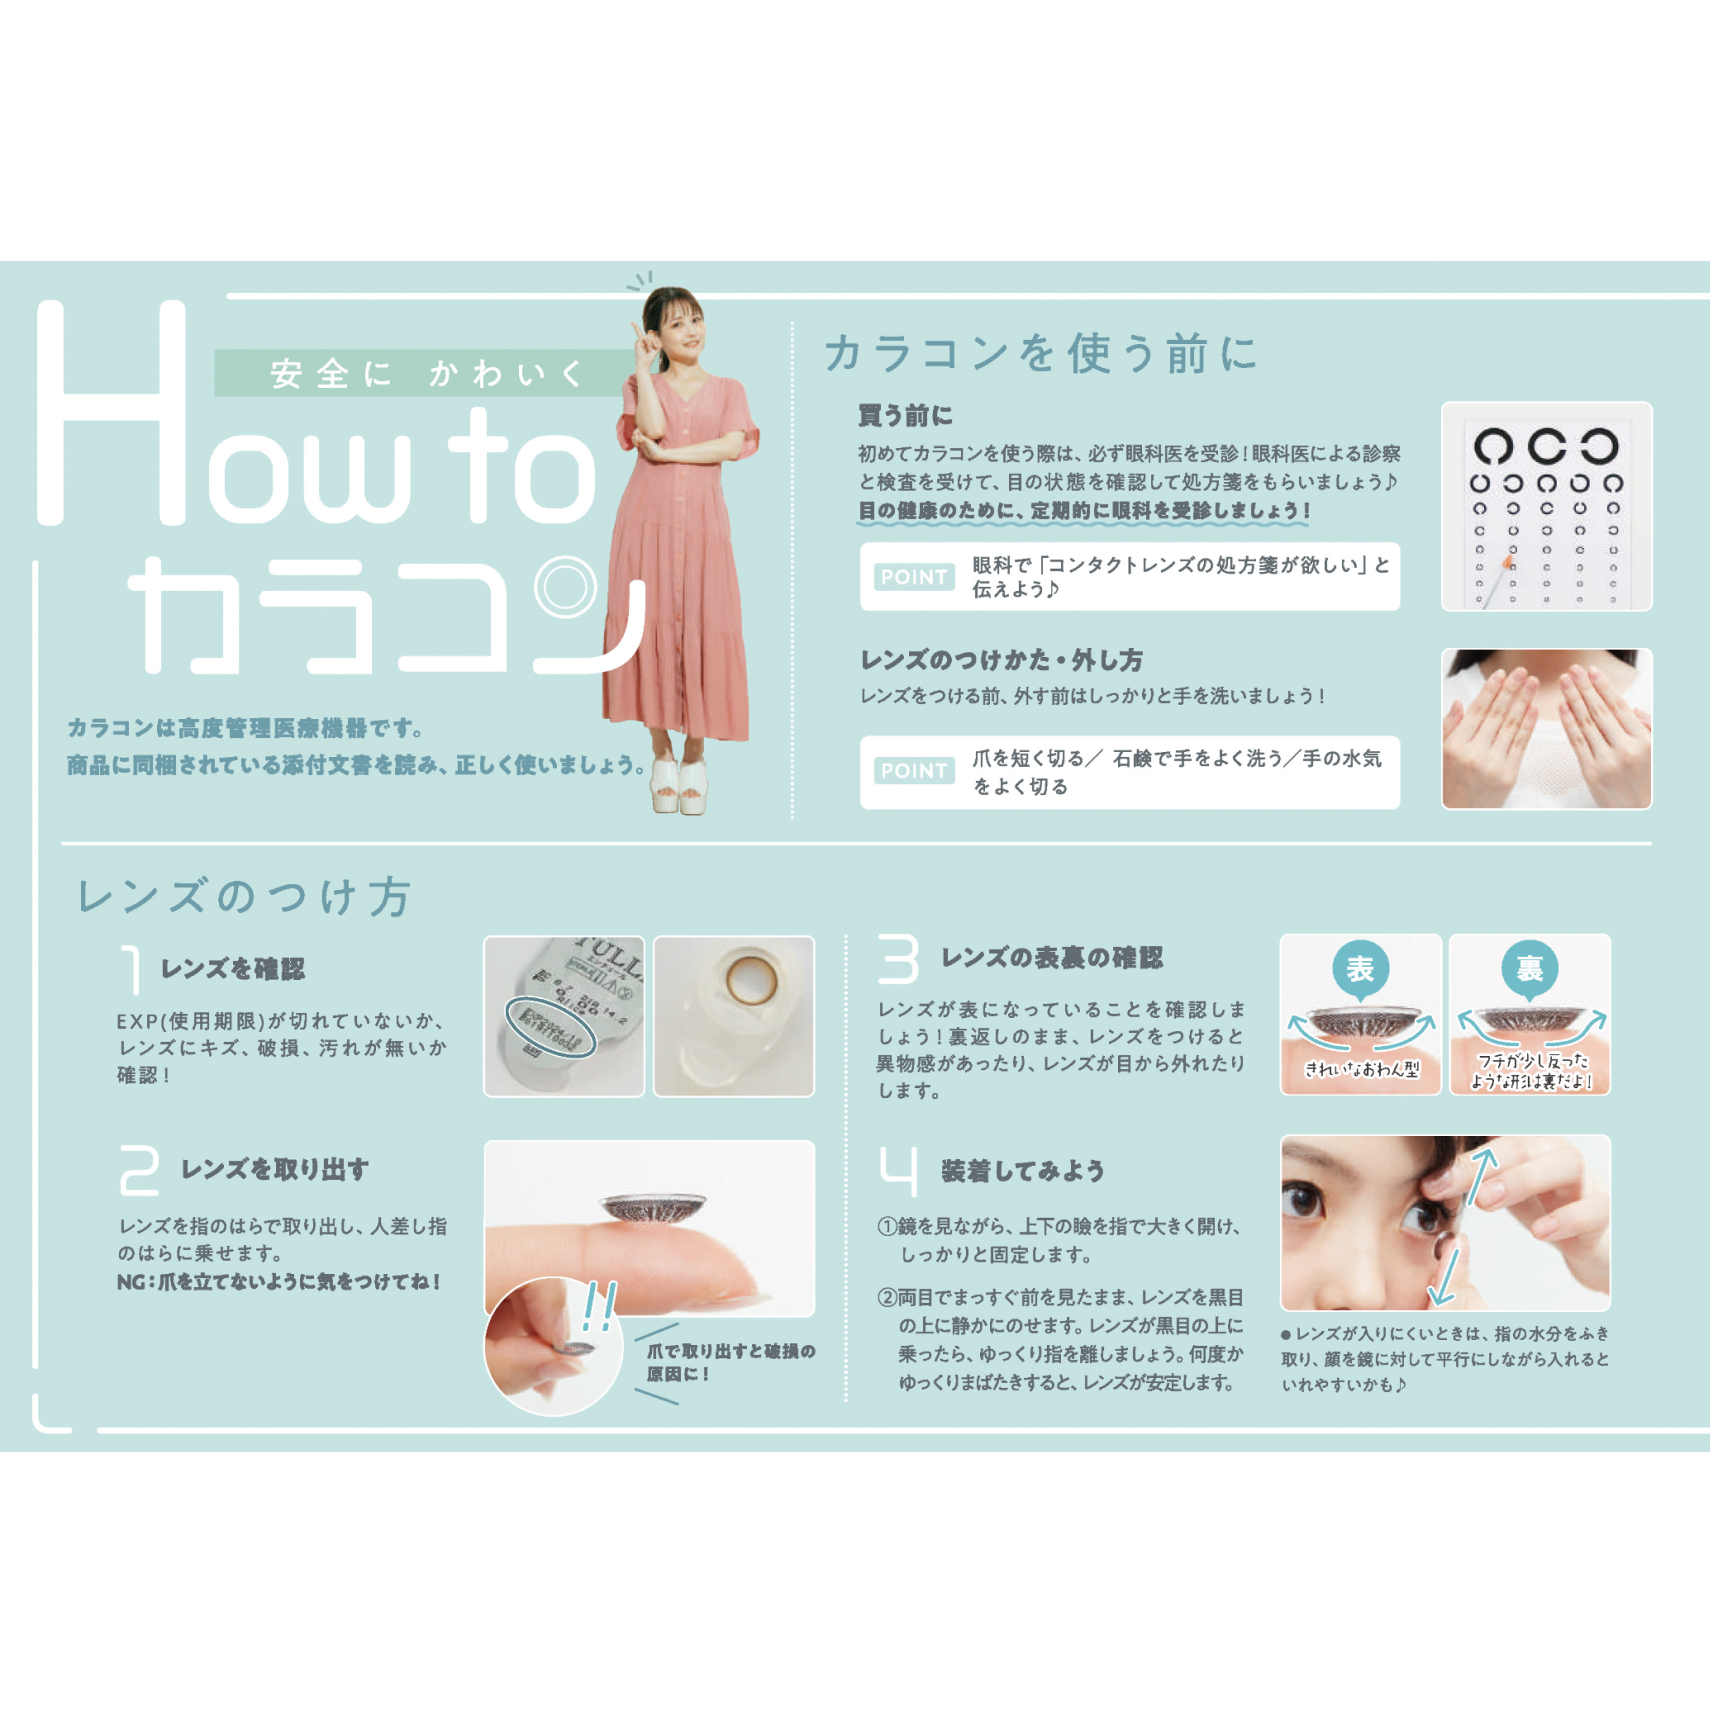 安全に かわいく
How to
カラコン
カラコンは高度管理医療機器です。
商品に同梱されている添付文書を読み、正しく使いましょう。
カラコンを使う前に
買う前に
初めてカラコンを使う際は、必ず眼科医を受診！眼科医による診察
と検査を受けて、目の状態を確認して処方箋をもらいましょう♪
目の健康のために、定期的に眼科を受診しましょう！
POINT
眼科で「コンタクトレンズの処方箋が欲しい」と
伝えよう♪
レンズのつけかた・外し方
レンズをつける前、外す前はしっかりと手を洗いましょう！
POINT
爪を短く切る／ 石鹸で手をよく洗う／手の水気
をよく切る
レンズのつけ方
1 レンズを確認
EXP(使用期限)が切れていないか、
レンズにキズ、破損、汚れが無いか
確認！
2 レンズを取り出す
レンズを指のはらで取り出し、人差し指
のはらに乗せます。
NG：爪を立てないように気をつけてね！
!!
爪で取り出すと破損の
原因に！
3 レンズの表裏の確認
レンズが表になっていることを確認しま
しょう！裏返しのまま、レンズをつけると
異物感があったり、レンズが目から外れたり
します。
表
きれいなおわん型
裏
フチが少し反った
ような形は裏だよ！
4 装着してみよう
①鏡を見ながら、上下の瞼を指で大きく開け、
しっかりと固定します。
②両目でまっすぐ前を見たまま、レンズを黒目
の上に静かにのせます。レンズが黒目の上に
乗ったら、ゆっくり指を離しましょう。何度か
ゆっくりまばたきすると、レンズが安定します。
●レンズが入りにくいときは、指の水分をふき
取り、顔を鏡に対して平行にしながら入れると
いれやすいかも♪